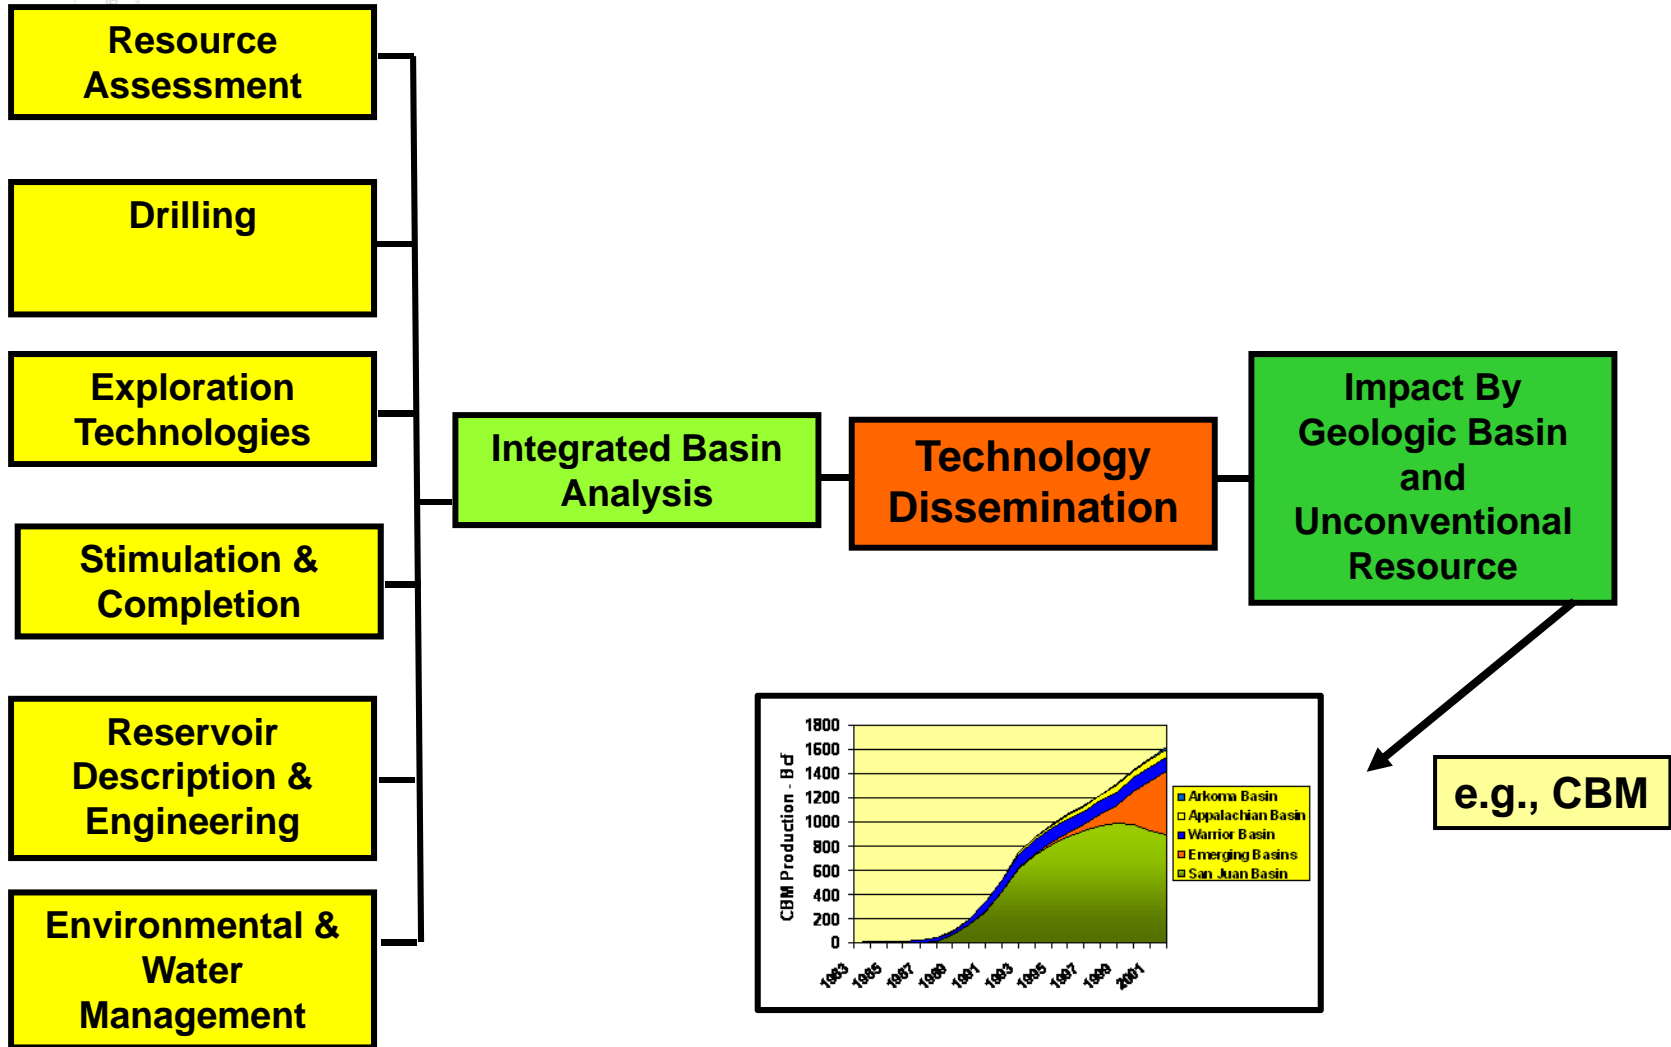 Resource
Assessment
Drilling
Exploration
Technologies
Stimulation &
Completion
Reservoir
Description &
Engineering
Environmental &
Water
Management
Integrated Basin
Analysis
Technology
Dissemination
Impact By
Geologic Basin
and
Unconventional
Resource
e.g., CBM
CBM Production - Bcf
1800
1600
1400
1200
1000
800
600
400
200
0
1983
1985
1987
1989
1991
1993
1995
1997
1999
2001
Arkoma Basin
Appalachian Basin
Warrior Basin
Emerging Basins
San Juan Basin